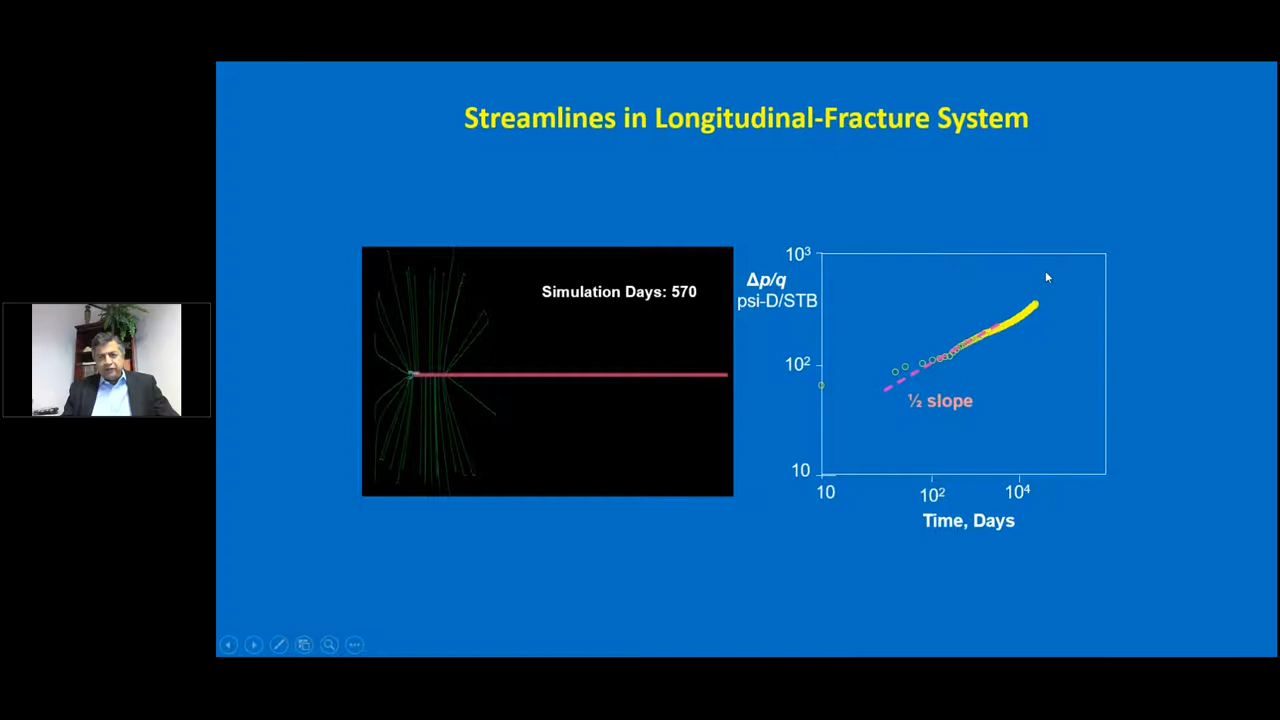 Streamlines in Longitudinal-Fracture System
Simulation Days: 570
Δp/q
psi-D/STB
10³
10²
10
½ slope
10
10²
10⁴
Time, Days